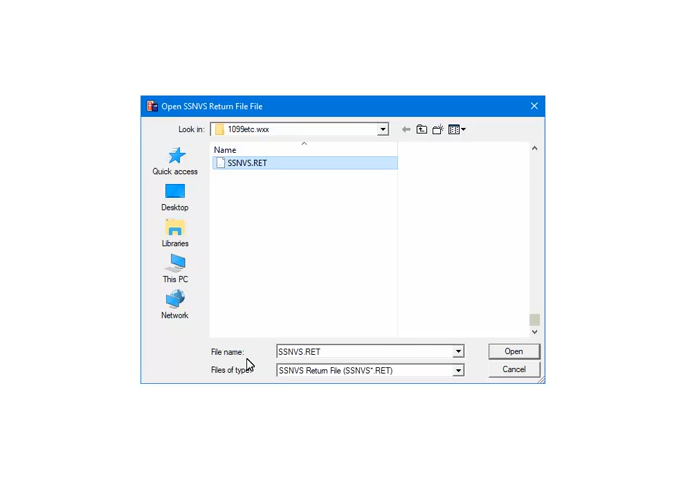 Open SSNVS Return File File
Look in: 1099etc.wxx
Name
SSNVS.RET
Quick access
Desktop
Libraries
This PC
Network
File name: SSNVS.RET Open
Files of type: SSNVS Return File (SSNVS*.RET) Cancel